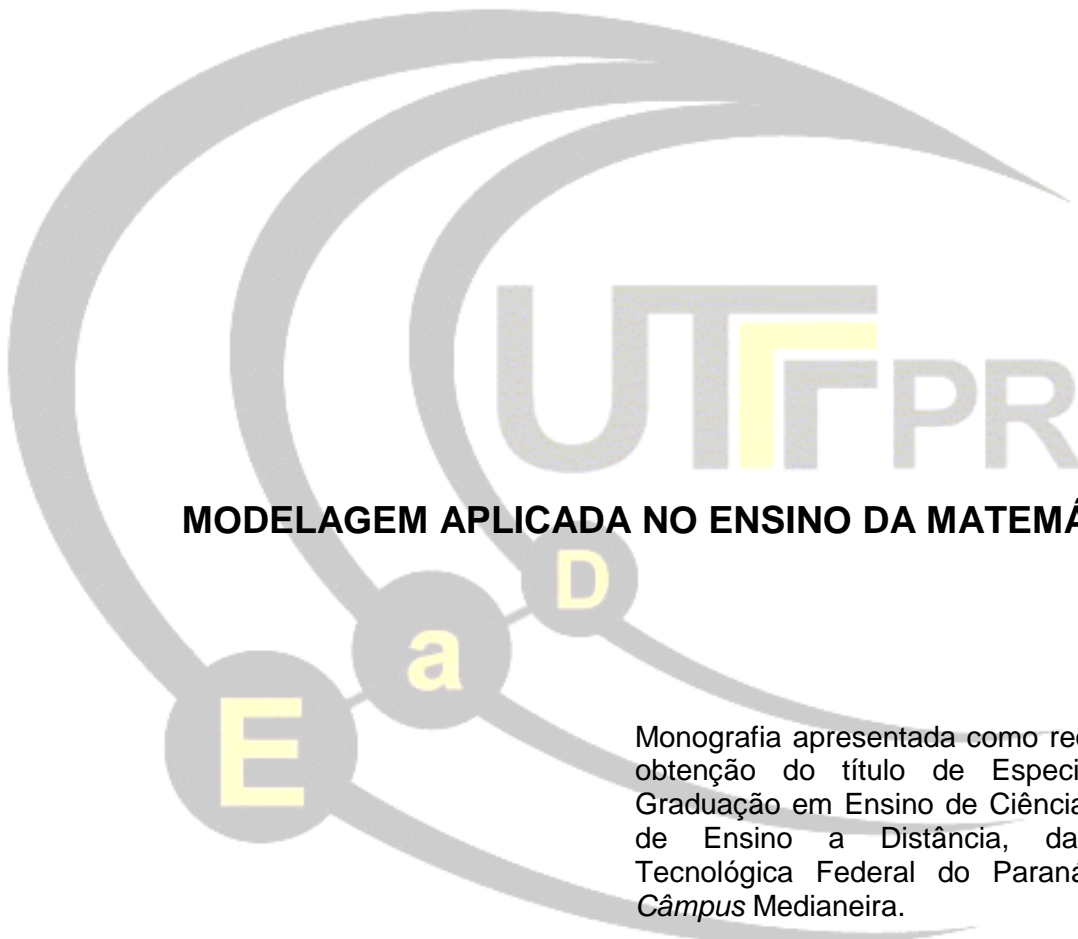 UTFPR
MODELAGEM APLICADA NO ENSINO DA MATEMÁ
D
a
E
Monografia apresentada como re
obtenção do título de Especi
Graduação em Ensino de Ciência
de Ensino a Distância, da
Tecnológica Federal do Paraná
Câmpus Medianeira.